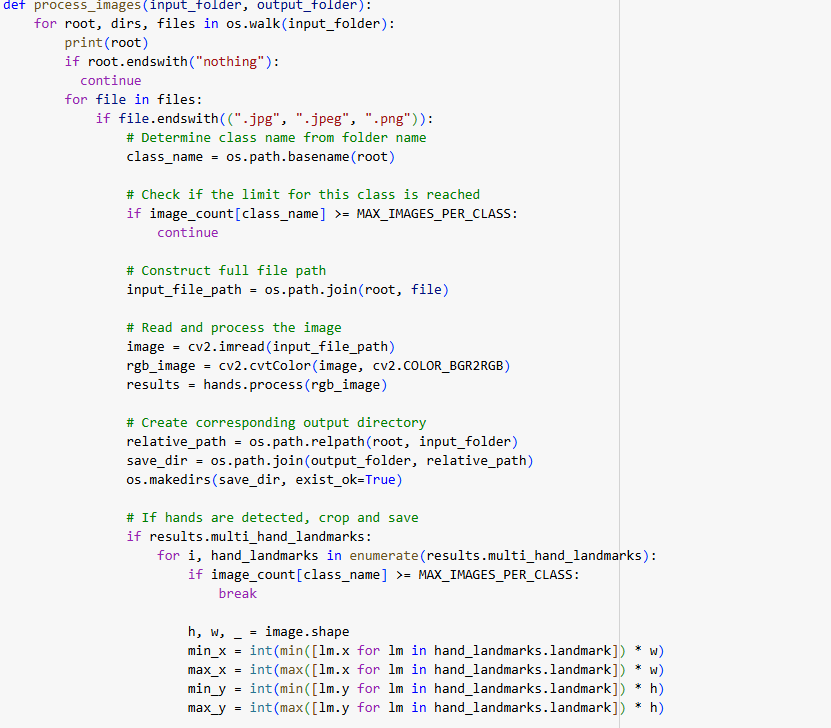 def process_images(input_folder, output_folder):
    for root, dirs, files in os.walk(input_folder):
        print(root)
        if root.endswith("nothing"):
          continue
        for file in files:
            if file.endswith((".jpg", ".jpeg", ".png")):
                # Determine class name from folder name
                class_name = os.path.basename(root)

                # Check if the limit for this class is reached
                if image_count[class_name] >= MAX_IMAGES_PER_CLASS:
                    continue

                # Construct full file path
                input_file_path = os.path.join(root, file)

                # Read and process the image
                image = cv2.imread(input_file_path)
                rgb_image = cv2.cvtColor(image, cv2.COLOR_BGR2RGB)
                results = hands.process(rgb_image)

                # Create corresponding output directory
                relative_path = os.path.relpath(root, input_folder)
                save_dir = os.path.join(output_folder, relative_path)
                os.makedirs(save_dir, exist_ok=True)

                # If hands are detected, crop and save
                if results.multi_hand_landmarks:
                    for i, hand_landmarks in enumerate(results.multi_hand_landmarks):
                        if image_count[class_name] >= MAX_IMAGES_PER_CLASS:
                            break

                        h, w, _ = image.shape
                        min_x = int(min([lm.x for lm in hand_landmarks.landmark]) * w)
                        max_x = int(max([lm.x for lm in hand_landmarks.landmark]) * w)
                        min_y = int(min([lm.y for lm in hand_landmarks.landmark]) * h)
                        max_y = int(max([lm.y for lm in hand_landmarks.landmark]) * h)